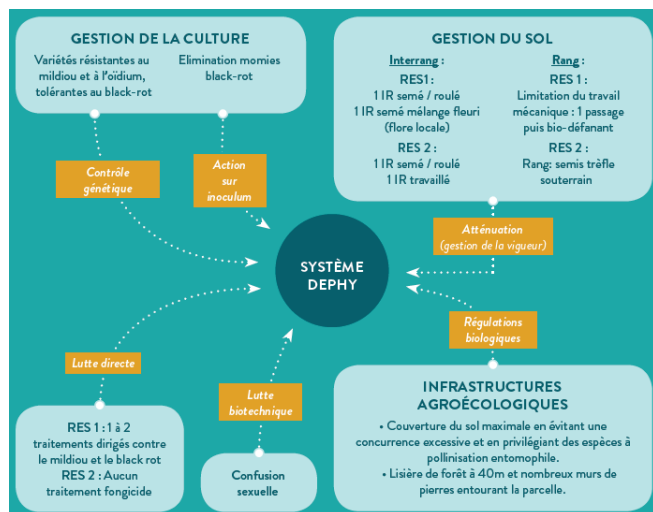 GESTION DE LA CULTURE
Variétés résistantes au
mildiou et à l'oïdium,
tolérantes au black-rot
Elimination momies
black-rot
GESTION DU SOL
Interrang :
RES1 :
1 IR semé / roulé
1 IR semé mélange fleuri
(flore locale)
RES 2 :
1 IR semé / roulé
1 IR travaillé
Rang :
RES 1 :
Limitation du travail
mécanique : 1 passage
puis bio-défanant
RES 2 :
Rang: semis trèfle
souterrain
Contrôle
génétique
Action
sur
inoculum
Atténuation
(gestion de la vigueur)
SYSTÈME
DEPHY
Régulations
biologiques
Lutte directe
Lutte
biotechnique
RES 1 : 1 à 2
traitements dirigés contre
le mildiou et le black rot
RES 2 : Aucun
traitement fongicide
Confusion
sexuelle
INFRASTRUCTURES
AGROÉCOLOGIQUES
• Couverture du sol maximale en évitant une
concurrence excessive et en privilégiant des espèces à
pollinisation entomophile.
• Lisière de forêt à 40m et nombreux murs de
pierres entourant la parcelle.